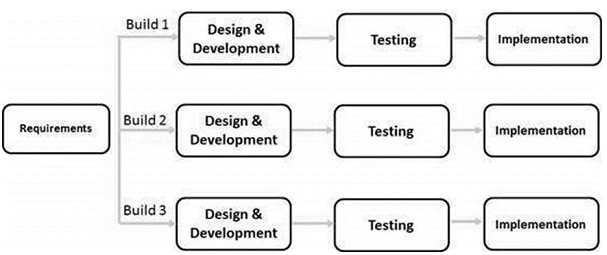 Build 1
Design &
Development
Testing
Implementation
Requirements
Build 2
Design &
Development
Testing
Implementation
Build 3
Design &
Development
Testing
Implementation